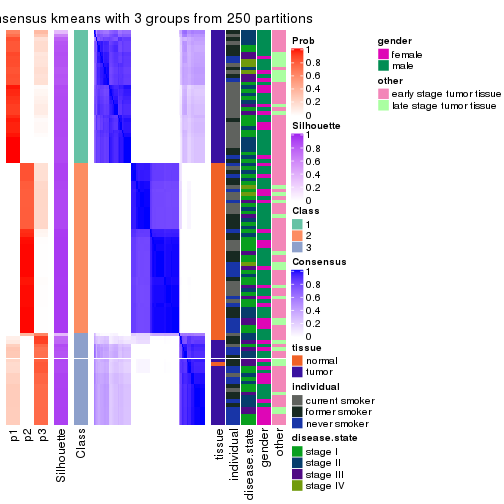 nsensus kmeans with 3 groups from 250 partitions
Prob
1
0.8
0.6
0.4
0.2
0
Silhouette
1
0.8
0.6
0.4
0.2
0
Class
1
2
3
Consensus
1
0.8
0.6
0.4
0.2
0
tissue
normal
tumor
individual
current smoker
former smoker
never smoker
disease.state
stage I
stage II
stage III
stage IV
gender
female
male
other
early stage tumor tissue
late stage tumor tissue
p1
p2
p3
Silhouette
Class
tissue
individual
disease.state
gender
other